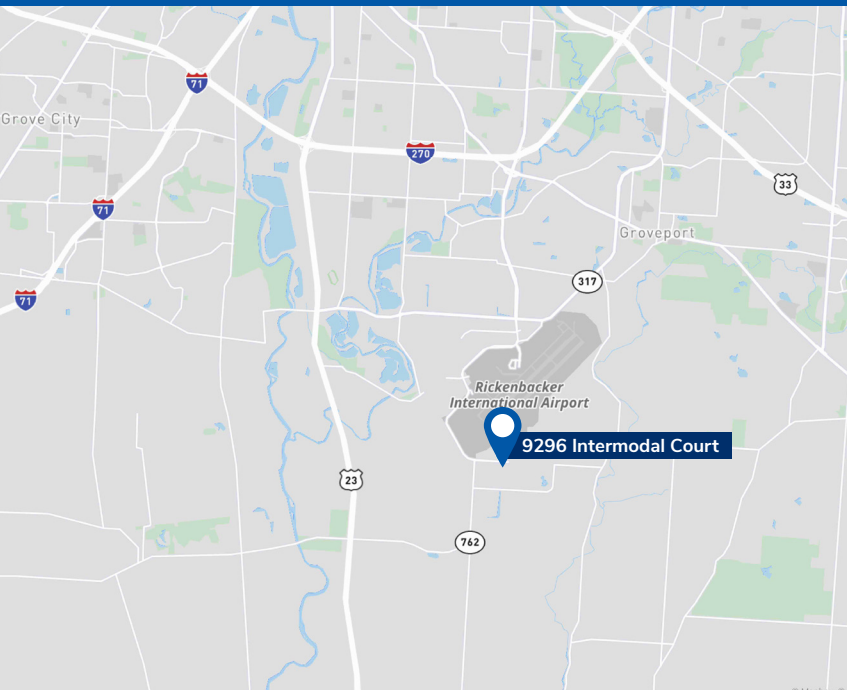 71
Grove City
270
33
71
Groveport
317
71
Rickenbacker
International Airport
9296 Intermodal Court
23
762